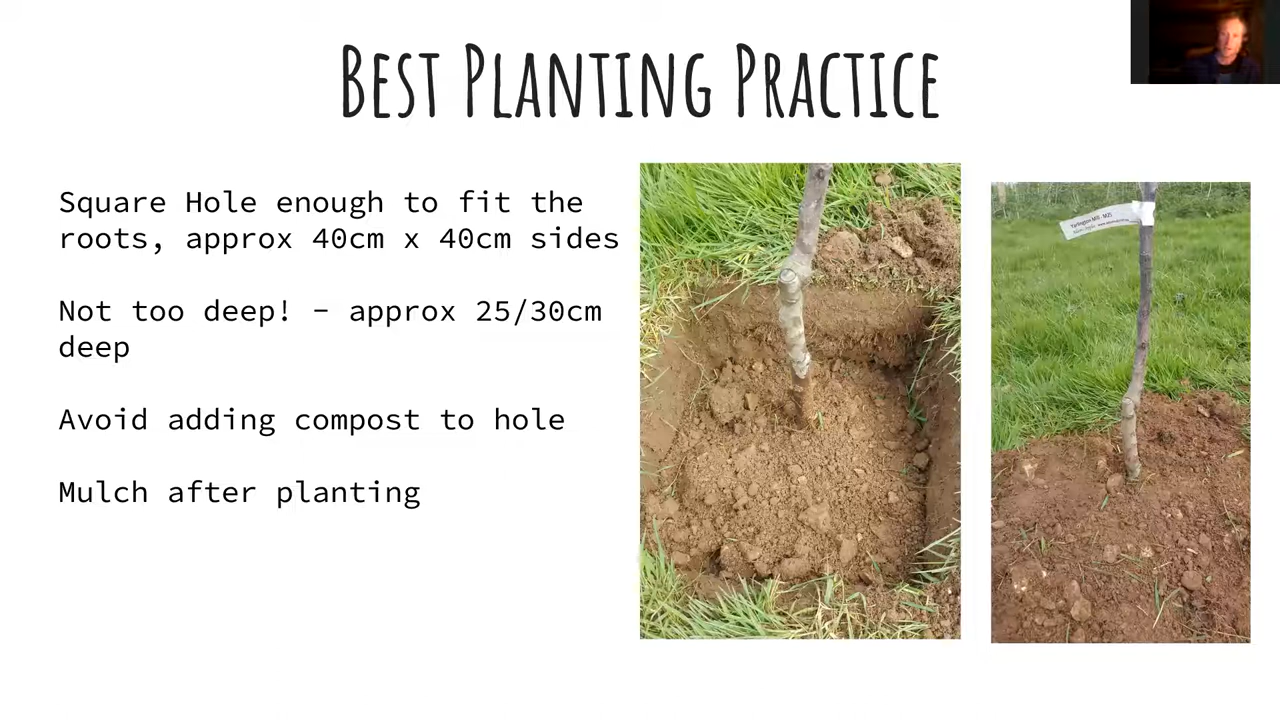 Best Planting Practice
Square Hole enough to fit the
roots, approx 40cm x 40cm sides
Not too deep! - approx 25/30cm
deep
Avoid adding compost to hole
Mulch after planting